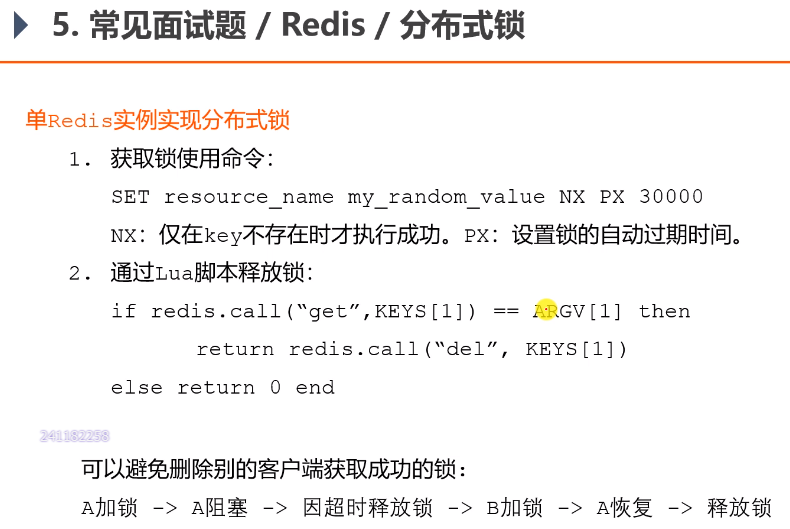 5. 常见面试题 / Redis / 分布式锁
单Redis实例实现分布式锁
1. 获取锁使用命令：
SET resource_name my_random_value NX PX 30000
NX：仅在key不存在时才执行成功。PX：设置锁的自动过期时间。
2. 通过Lua脚本释放锁：
if redis.call(“get”,KEYS[1]) == ARGV[1] then
return redis.call(“del”, KEYS[1])
else return 0 end
241182258
可以避免删除别的客户端获取成功的锁：
A加锁 -> A阻塞 -> 因超时释放锁 -> B加锁 -> A恢复 -> 释放锁